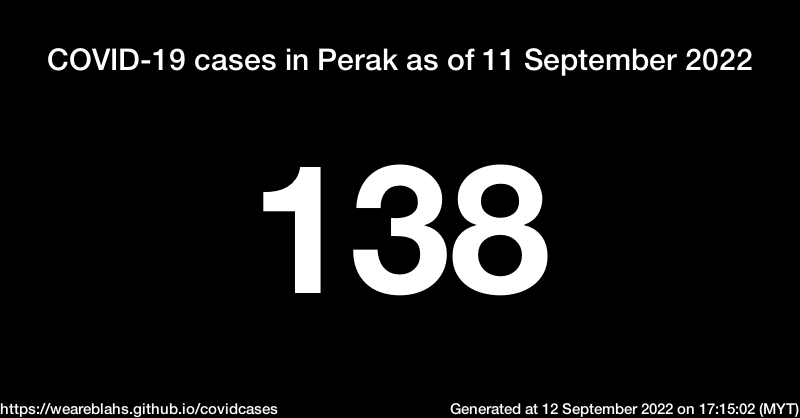 COVID-19 cases in Perak as of 11 September 2022
138
https://weareblahs.github.io/covidcases
Generated at 12 September 2022 on 17:15:02 (MYT)